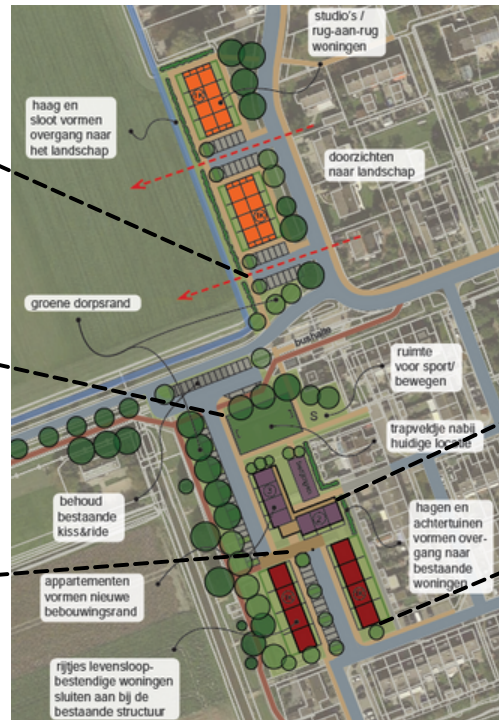 studio's /
rug-aan-rug
woningen
haag en
sloot vormen
overgang naar
het landschap
doorzichten
naar landschap
groene dorpsrand
bushalte
ruimte
voor sport/
bewegen
S
trapveldje nabij
huidige locatie
behoud
bestaande
kiss&ride
hagen en
achtertuinen
vormen over-
gang naar
bestaande
woningen
appartementen
vormen nieuwe
bebouwingsrand
rijtjes levensloop-
bestendige woningen
sluiten aan bij de
bestaande structuur